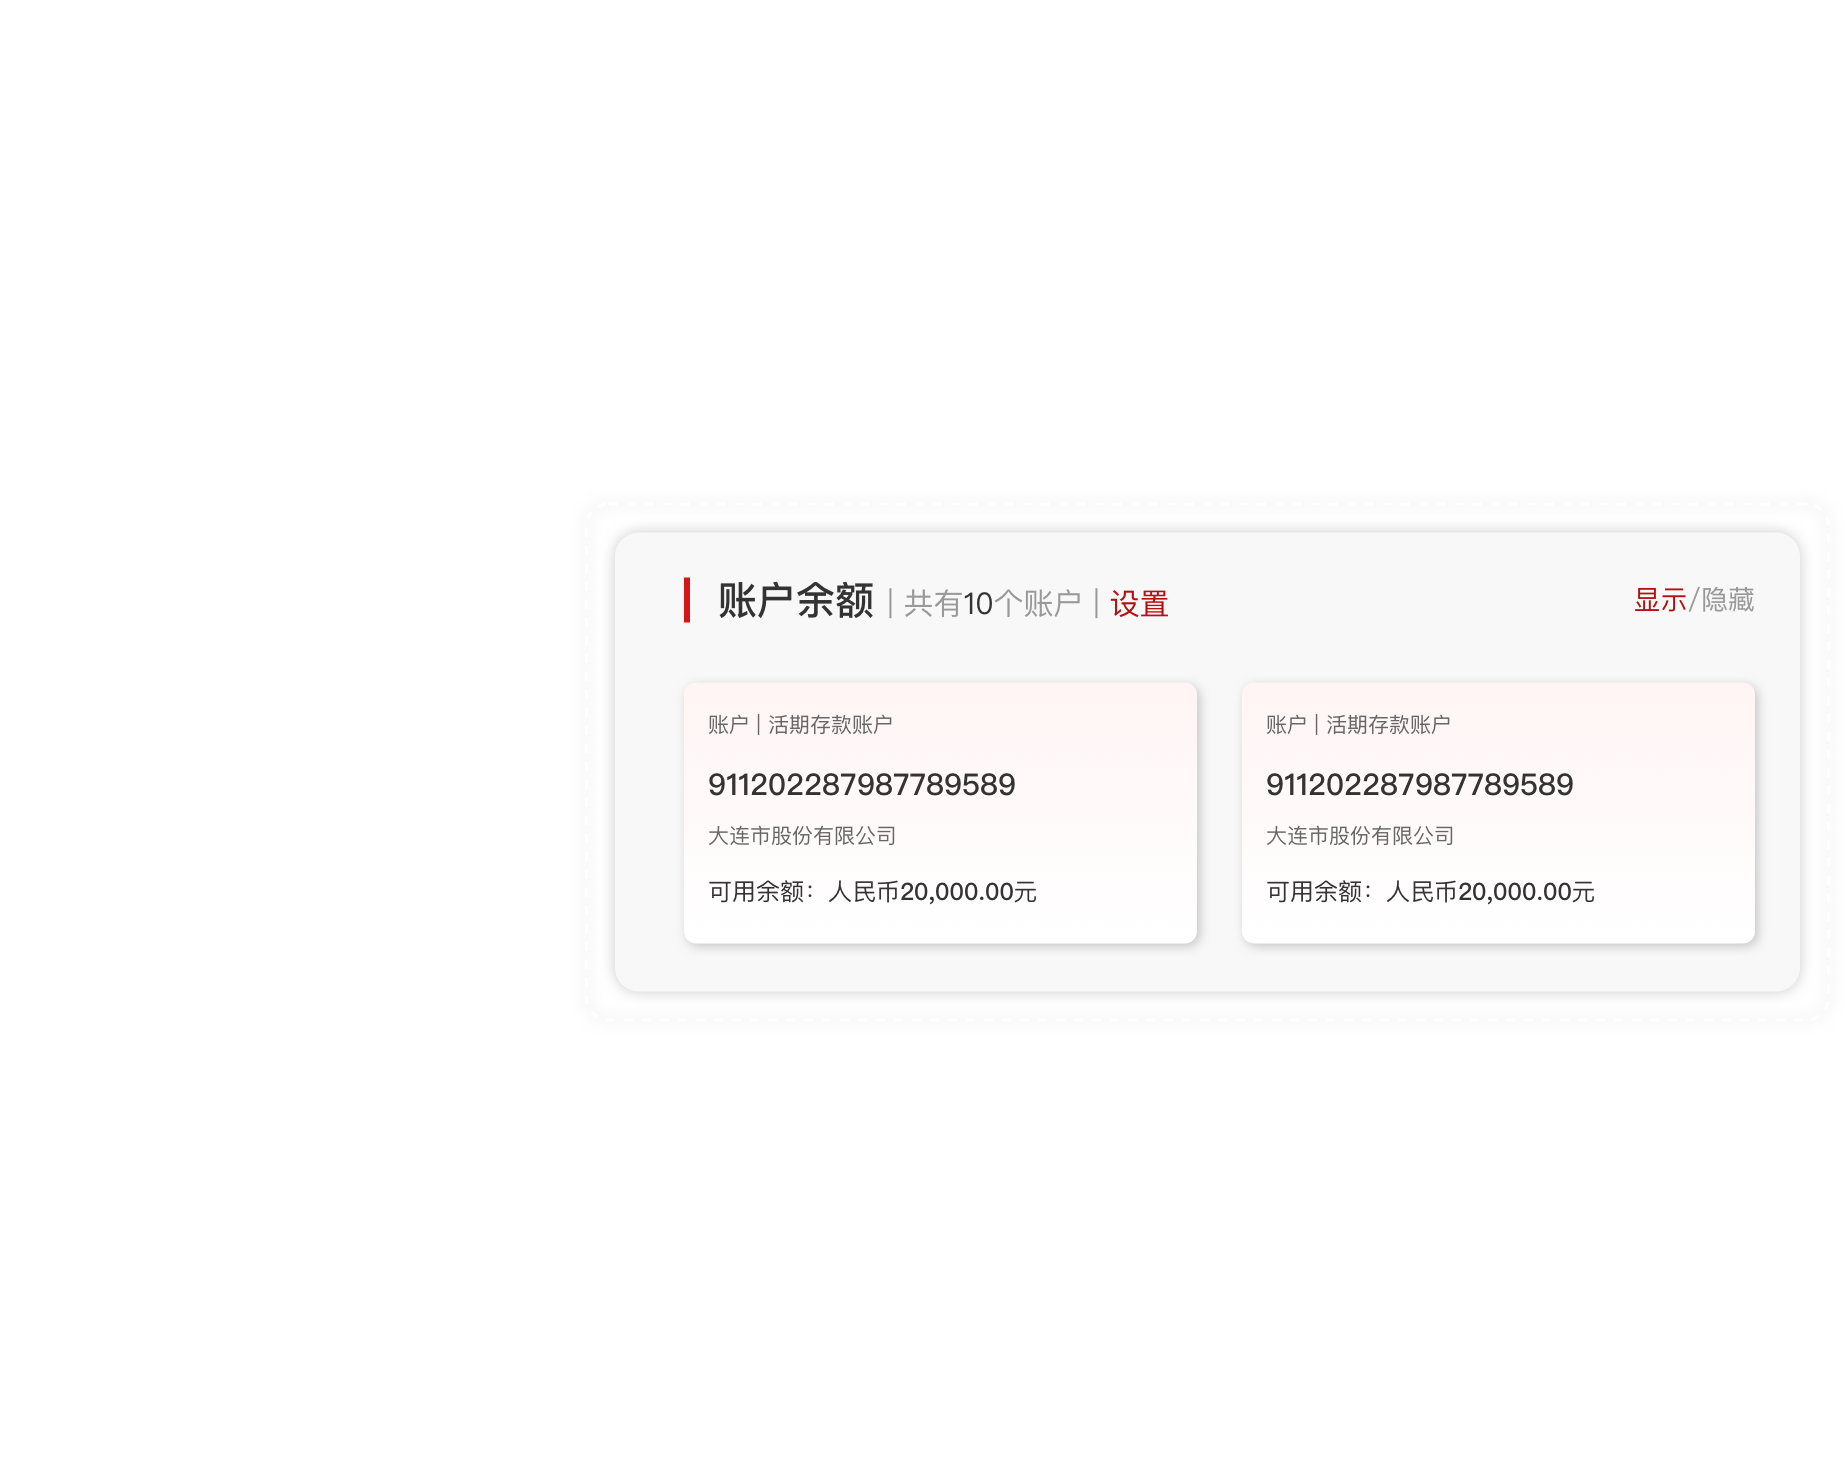 账户余额 | 共有10个账户 | 设置
显示/隐藏
账户 | 活期存款账户
911202287987789589
大连市股份有限公司
可用余额：人民币20,000.00元
账户 | 活期存款账户
911202287987789589
大连市股份有限公司
可用余额：人民币20,000.00元